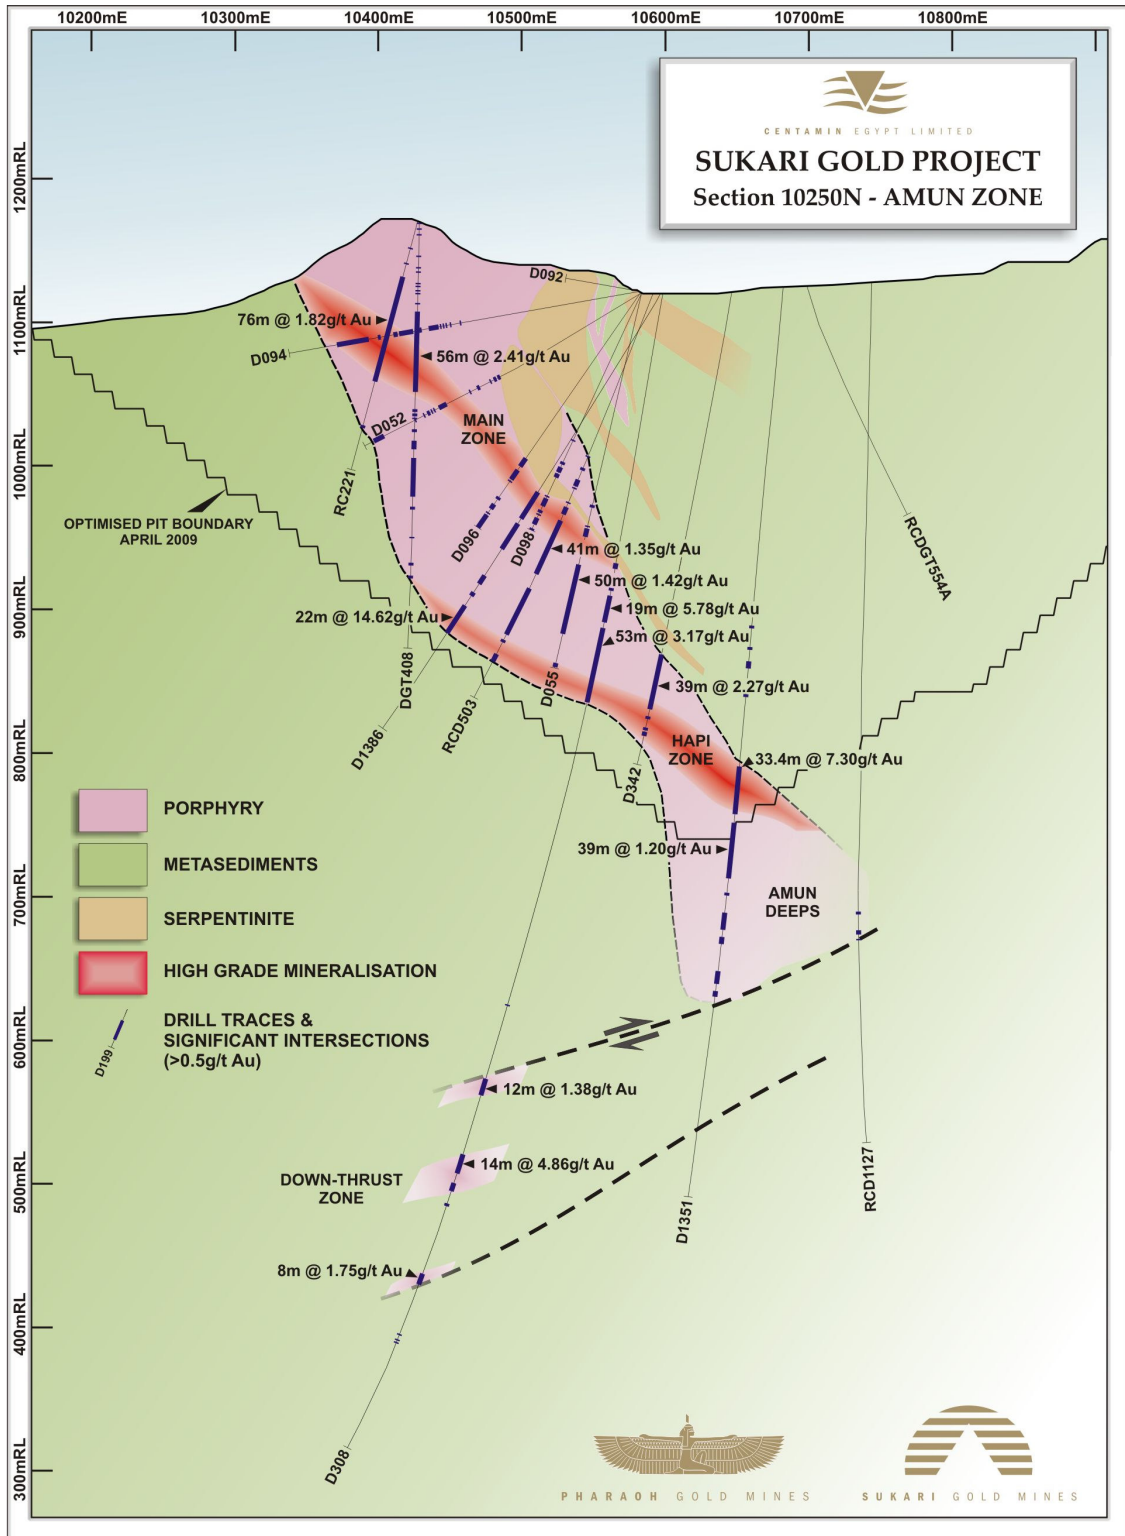 10200mE 10300mE 10400mE 10500mE 10600mE 10700mE 10800mE
CENTAMIN EGYPT LIMITED
SUKARI GOLD PROJECT
Section 10250N - AMUN ZONE
1200mRL
1100mRL
1000mRL
900mRL
800mRL
700mRL
600mRL
500mRL
400mRL
300mRL
D092
76m @ 1.82g/t Au
D094
56m @ 2.41g/t Au
D052
MAIN
ZONE
RC221
OPTIMISED PIT BOUNDARY
APRIL 2009
D096
D098
RCDGT554A
41m @ 1.35g/t Au
50m @ 1.42g/t Au
19m @ 5.78g/t Au
22m @ 14.62g/t Au
53m @ 3.17g/t Au
DGT408
D1386
RCD503
D055
39m @ 2.27g/t Au
HAPI
ZONE
D342
33.4m @ 7.30g/t Au
39m @ 1.20g/t Au
AMUN
DEEPS
PORPHYRY
METASEDIMENTS
SERPENTINITE
HIGH GRADE MINERALISATION
DRILL TRACES &
SIGNIFICANT INTERSECTIONS
(>0.5g/t Au)
D199
12m @ 1.38g/t Au
14m @ 4.86g/t Au
DOWN-THRUST
ZONE
8m @ 1.75g/t Au
D1351
RCD1127
D308
PHARAOH GOLD MINES
SUKARI GOLD MINES